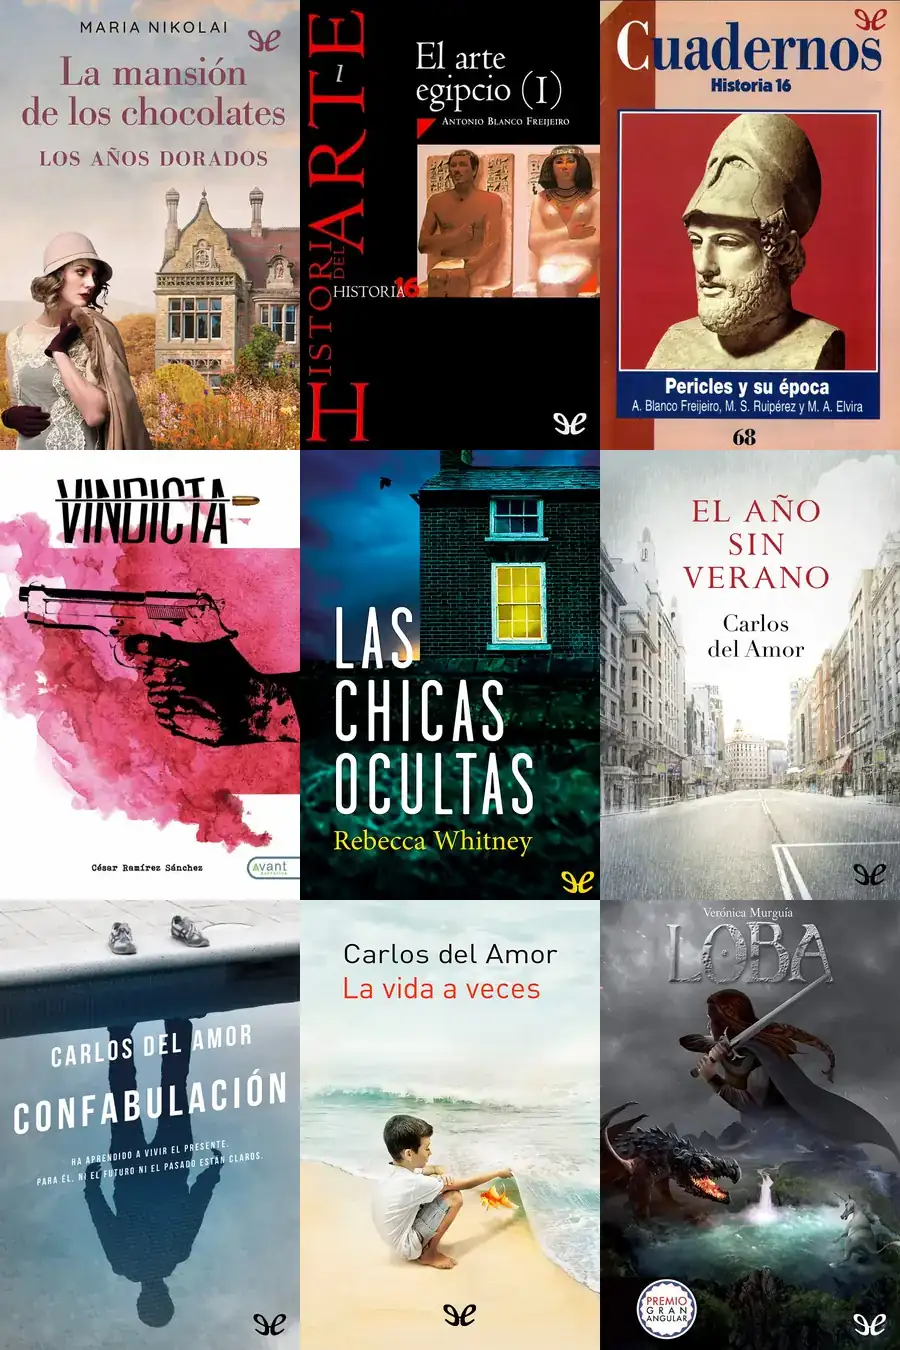 MARIA NIKOLAI
La mansión
de los chocolates
LOS AÑOS DORADOS
HISTORIA
DEL
ARTE
1
El arte
egipcio (I)
ANTONIO BLANCO FREIJEIRO
HISTORIA 16
Cuadernos
Historia 16
Pericles y su época
A. Blanco Freijeiro, M. S. Ruipérez y M. A. Elvira
68
VINDICTA
César Ramírez Sánchez
Avant
LAS
CHICAS
OCULTAS
Rebecca Whitney
EL AÑO
SIN
VERANO
Carlos
del Amor
CARLOS DEL AMOR
CONFABULACIÓN
HA APRENDIDO A VIVIR EL PRESENTE.
PARA ÉL, NI EL FUTURO NI EL PASADO ESTÁN CLAROS.
Carlos del Amor
La vida a veces
Verónica Murguía
LOBA
PREMIO
GRAN
ANGULAR